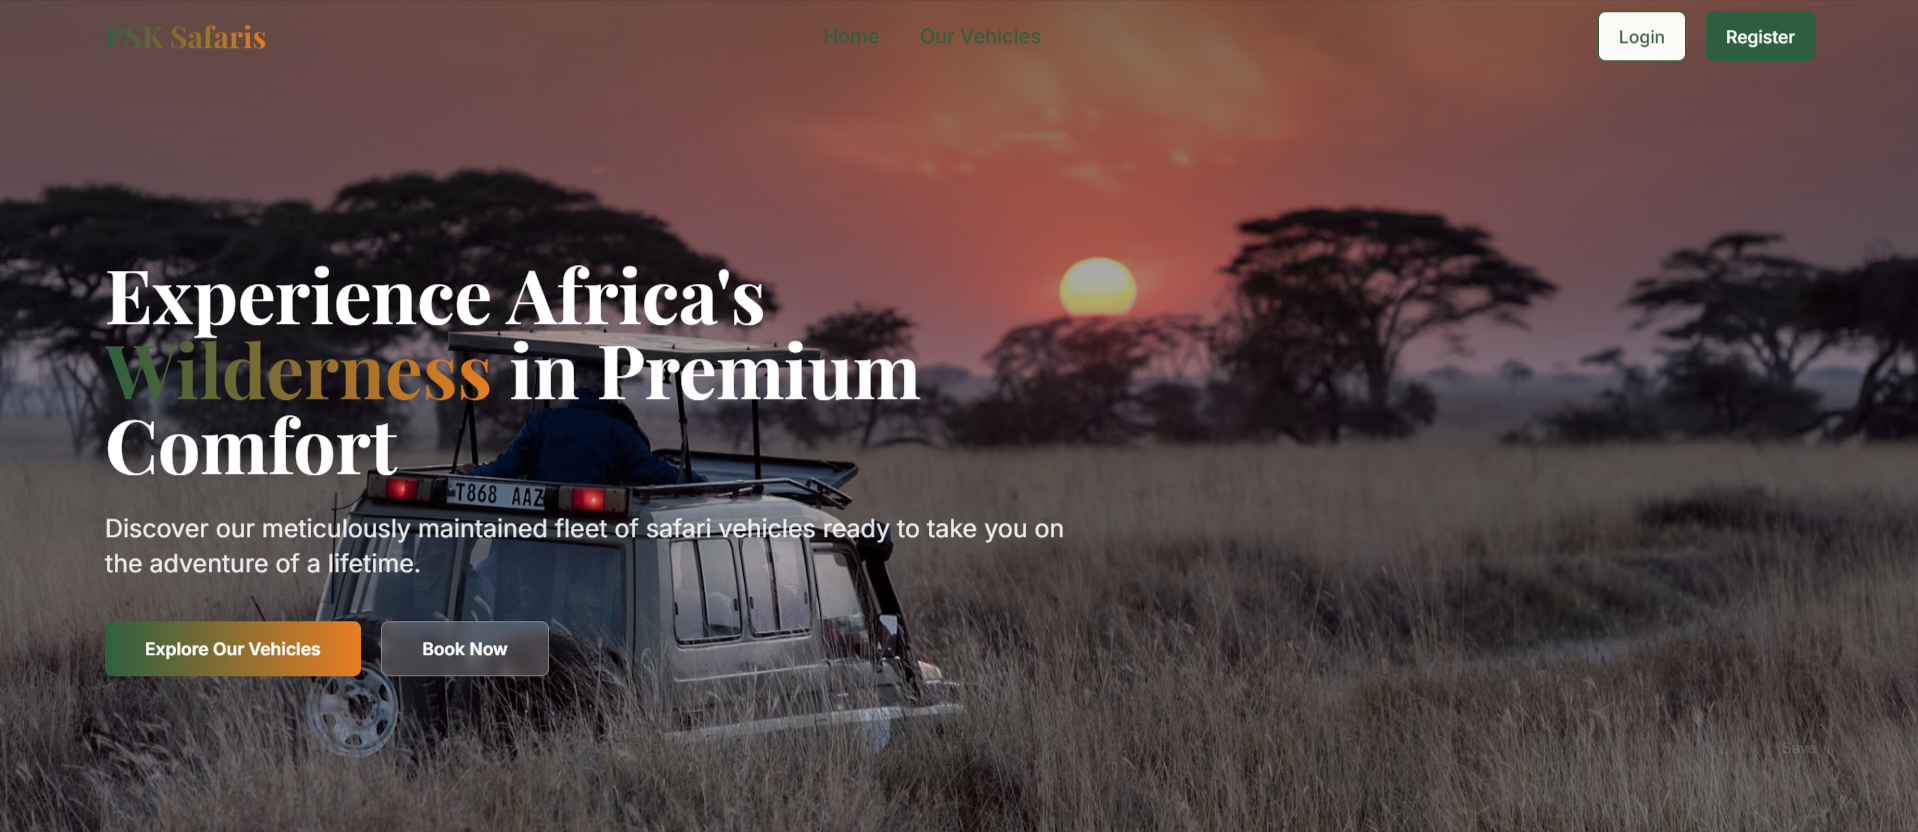 PSK Safaris
Home
Our Vehicles
Login
Register
Experience Africa's
Wilderness in Premium
Comfort
T868 AAZ
Discover our meticulously maintained fleet of safari vehicles ready to take you on
the adventure of a lifetime.
Explore Our Vehicles
Book Now
Save